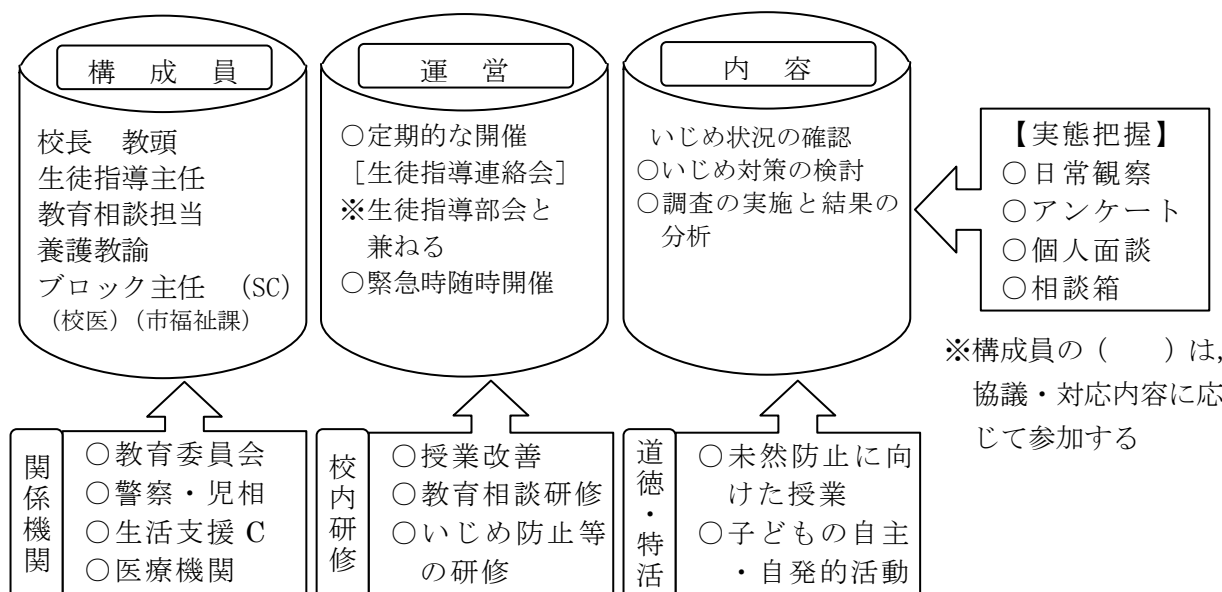 構成員
校長 教頭
生徒指導主任
教育相談担当
養護教諭
ブロック主任 (SC)
(校医)(市福祉課)
運営
○定期的な開催
[生徒指導連絡会]
※生徒指導部会と
兼ねる
○緊急時随時開催
内容
いじめ状況の確認
○いじめ対策の検討
○調査の実施と結果の
分析
【実態把握】
○日常観察
○アンケート
○個人面談
○相談箱
※構成員の( )は,
協議・対応内容に応
じて参加する
関係機関
○教育委員会
○警察・児相
○生活支援C
○医療機関
校内研修
○授業改善
○教育相談研修
○いじめ防止等
の研修
道徳・特活
○未然防止に向
けた授業
○子どもの自主
・自発的活動